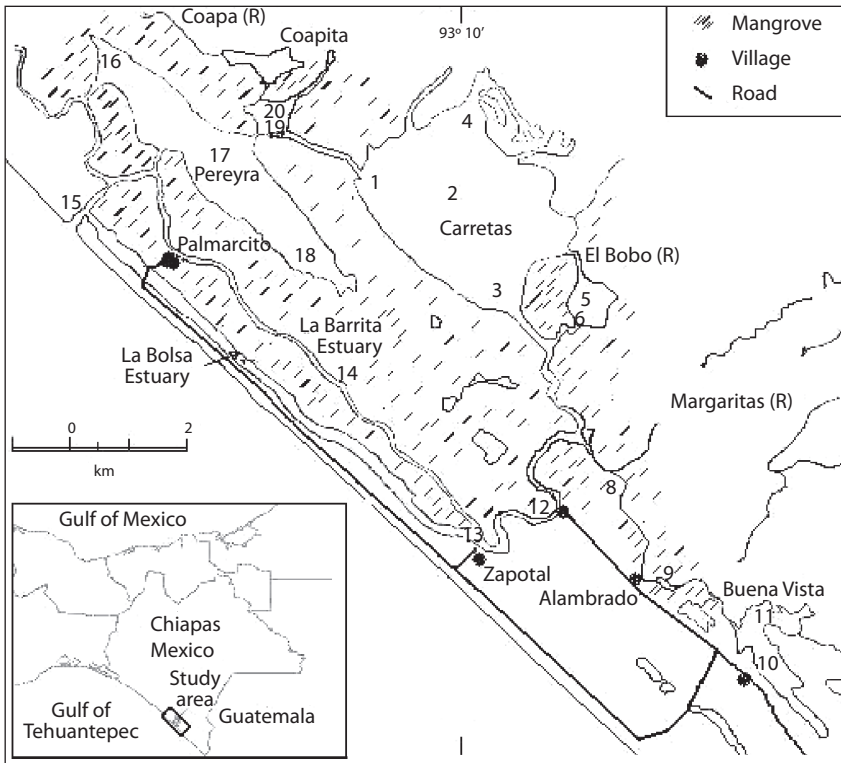 Coapa (R)
Coapita
93° 10'
Mangrove
Village
Road
16
20
19
4
17
Pereyra
1
2
Carretas
15
Palmarcito
18
El Bobo (R)
3
5
6
La Barrita
Estuary
La Bolsa
Estuary
14
Margaritas (R)
0
2
km
8
12
13
Zapotal
9
Alambrado
Buena Vista
11
10
Gulf of Mexico
Chiapas
Mexico
Study
area
Gulf of
Tehuantepec
Guatemala